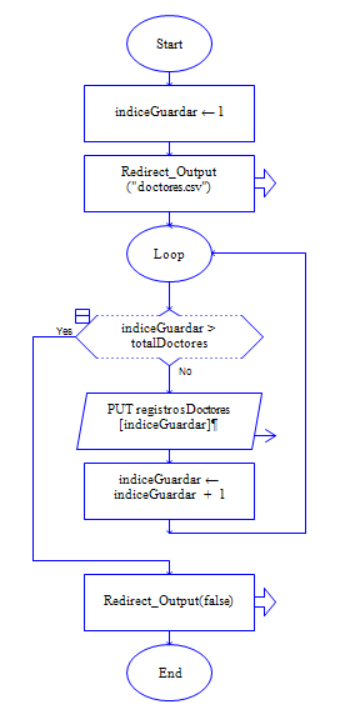 Start
indiceGuardar ← 1
Redirect_Output
("doctores.csv")
Loop
indiceGuardar >
totalDoctores
Yes
No
PUT registrosDoctores
[indiceGuardar]¶
indiceGuardar ←
indiceGuardar + 1
Redirect_Output(false)
End